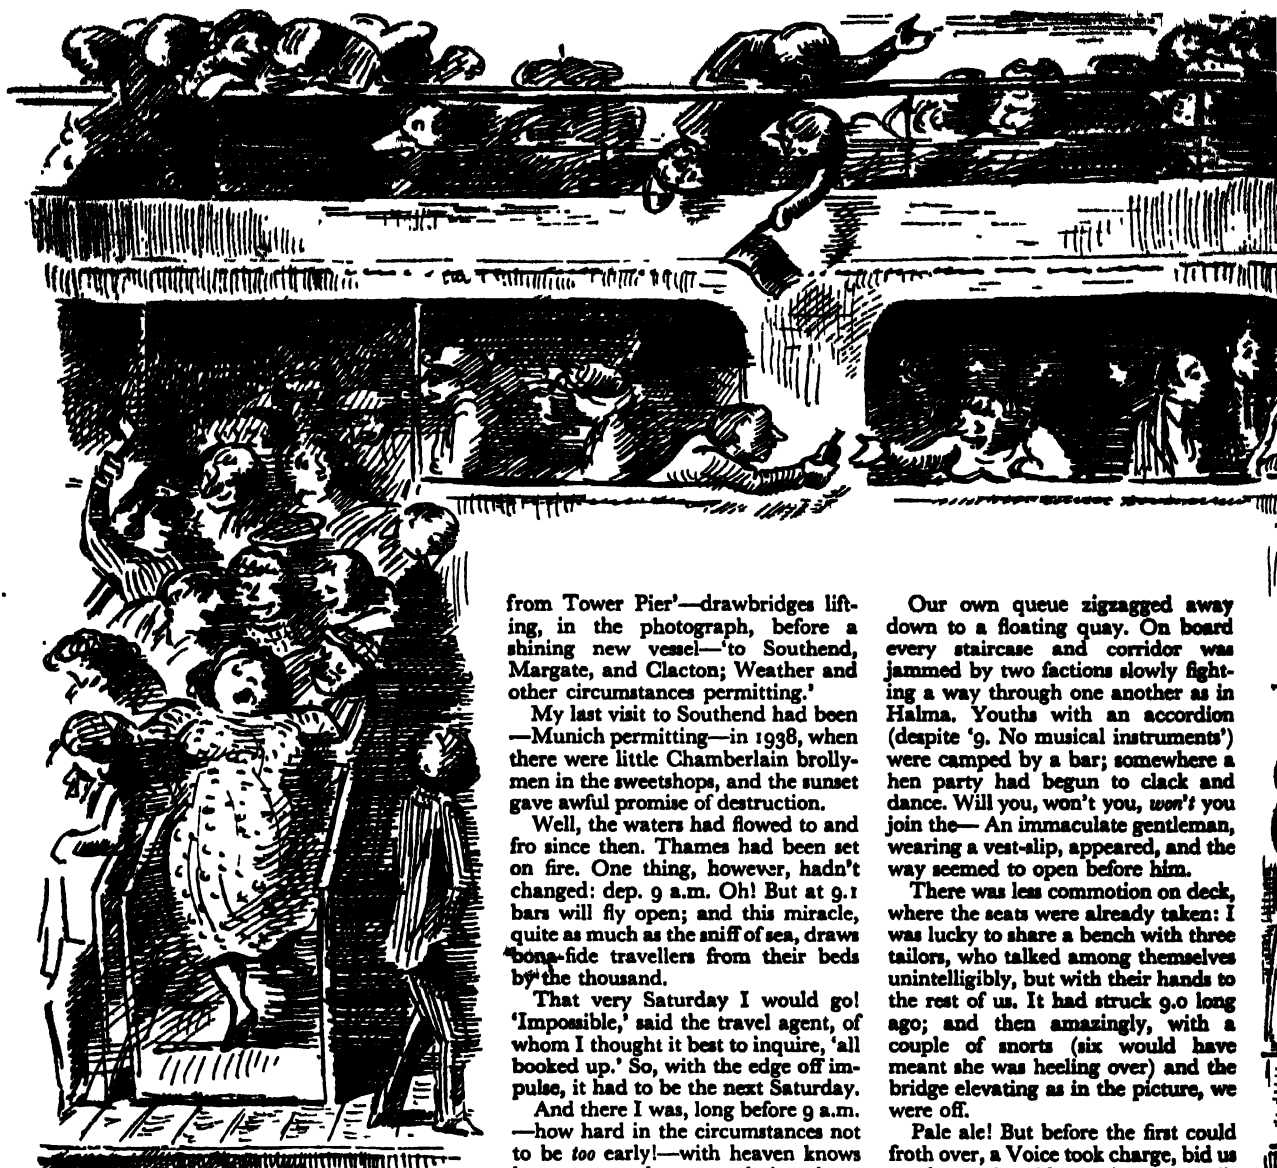 from Tower Pier'—drawbridges lift-
ing, in the photograph, before a
shining new vessel—'to Southend,
Margate, and Clacton; Weather and
other circumstances permitting.'
My last visit to Southend had been
—Munich permitting—in 1938, when
there were little Chamberlain brolly-
men in the sweetshops, and the sunset
gave awful promise of destruction.
Well, the waters had flowed to and
fro since then. Thames had been set
on fire. One thing, however, hadn't
changed: dep. 9 a.m. Oh! But at 9.1
bars will fly open; and this miracle,
quite as much as the sniff of sea, draws
bona-fide travellers from their beds
by the thousand.
That very Saturday I would go!
'Impossible,' said the travel agent, of
whom I thought it best to inquire, 'all
booked up.' So, with the edge off im-
pulse, it had to be the next Saturday.
And there I was, long before 9 a.m.
—how hard in the circumstances not
to be too early!—with heaven knows
Our own queue zigzagged away
down to a floating quay. On board
every staircase and corridor was
jammed by two factions slowly fight-
ing a way through one another as in
Halma. Youths with an accordion
(despite '9. No musical instruments')
were camped by a bar; somewhere a
hen party had begun to clack and
dance. Will you, won't you, won't you
join the— An immaculate gentleman,
wearing a vest-slip, appeared, and the
way seemed to open before him.
There was less commotion on deck,
where the seats were already taken: I
was lucky to share a bench with three
tailors, who talked among themselves
unintelligibly, but with their hands to
the rest of us. It had struck 9.0 long
ago; and then amazingly, with a
couple of snorts (six would have
meant she was heeling over) and the
bridge elevating as in the picture, we
were off.
Pale ale! But before the first could
froth over, a Voice took charge, bid us